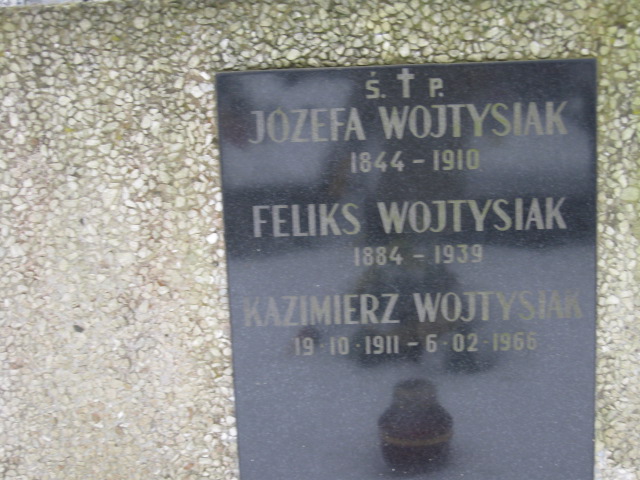 Ś. † P.
JÓZEFA WOJTYSIAK
1844 - 1910
FELIKS WOJTYSIAK
1884 - 1939
KAZIMIERZ WOJTYSIAK
19·10·1911 - 6·02·1966